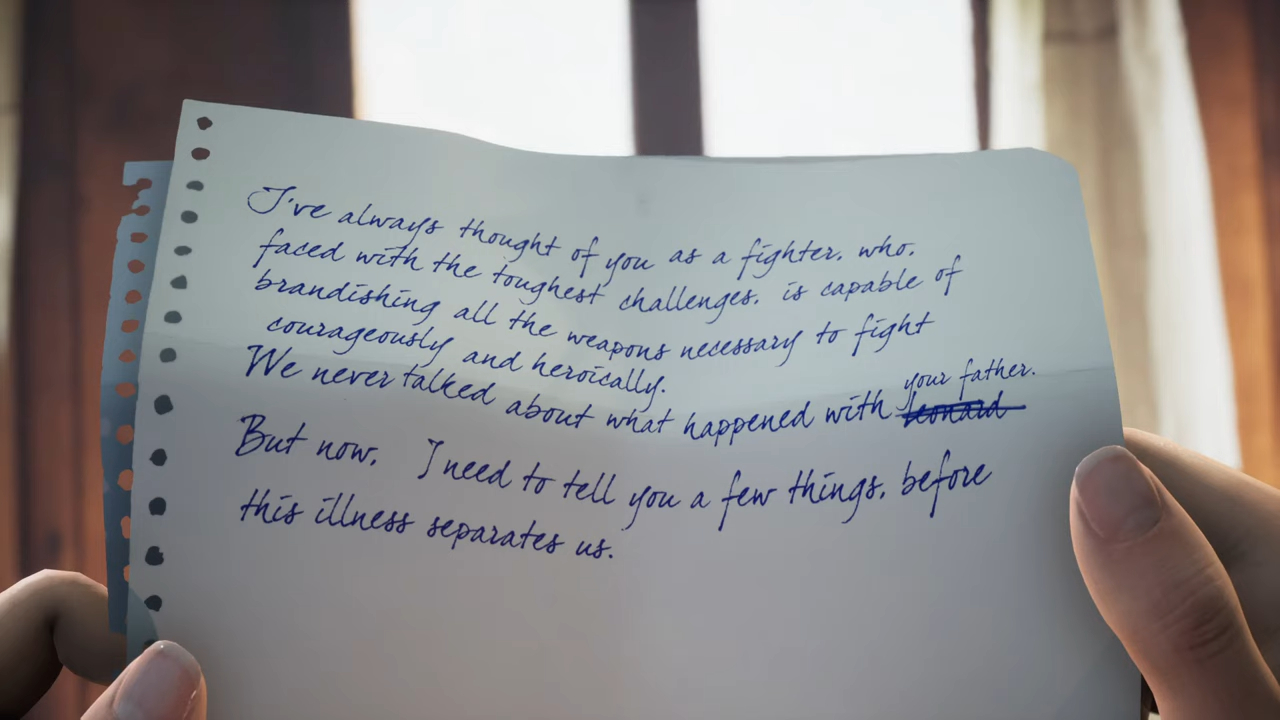 I've always thought of you as a fighter. who.
faced with the toughest challenges. is capable of
brandishing all the weapons necessary to fight
courageously and heroically.
We never talked about what happened with your father.
leonard
But now. I need to tell you a few things. before
this illness separates us.